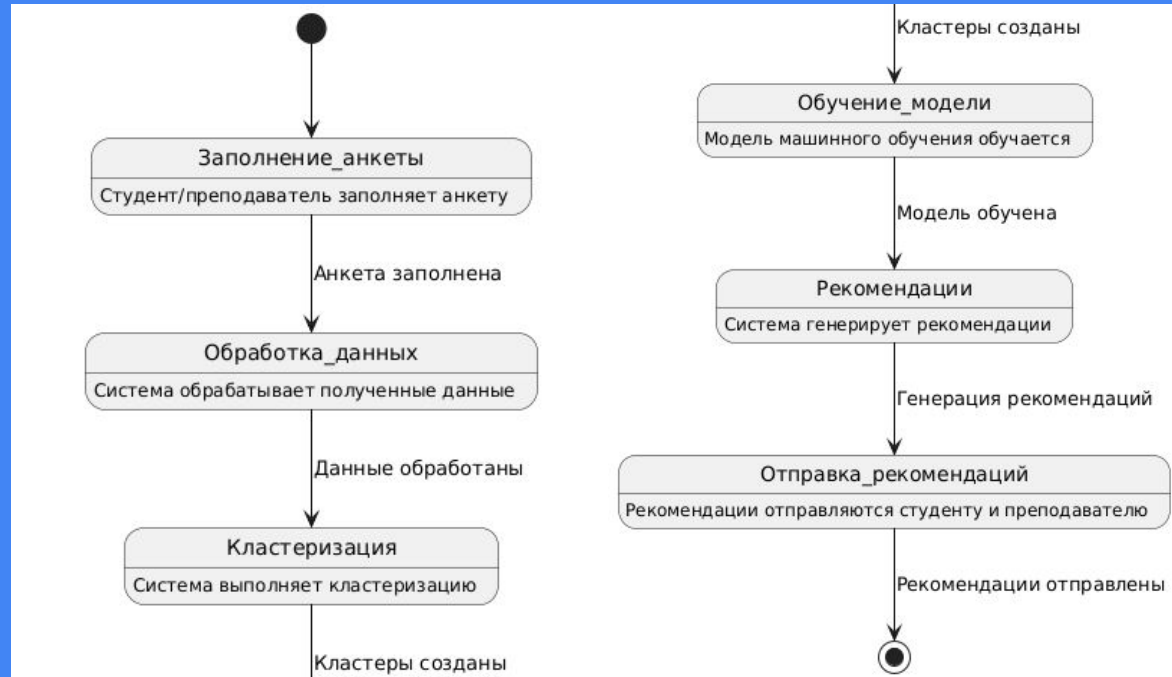 Заполнение_анкеты
Студент/преподаватель заполняет анкету
Анкета заполнена
Обработка_данных
Система обрабатывает полученные данные
Данные обработаны
Кластеризация
Система выполняет кластеризацию
Кластеры созданы
Кластеры созданы
Обучение_модели
Модель машинного обучения обучается
Модель обучена
Рекомендации
Система генерирует рекомендации
Генерация рекомендаций
Отправка_рекомендаций
Рекомендации отправляются студенту и преподавателю
Рекомендации отправлены